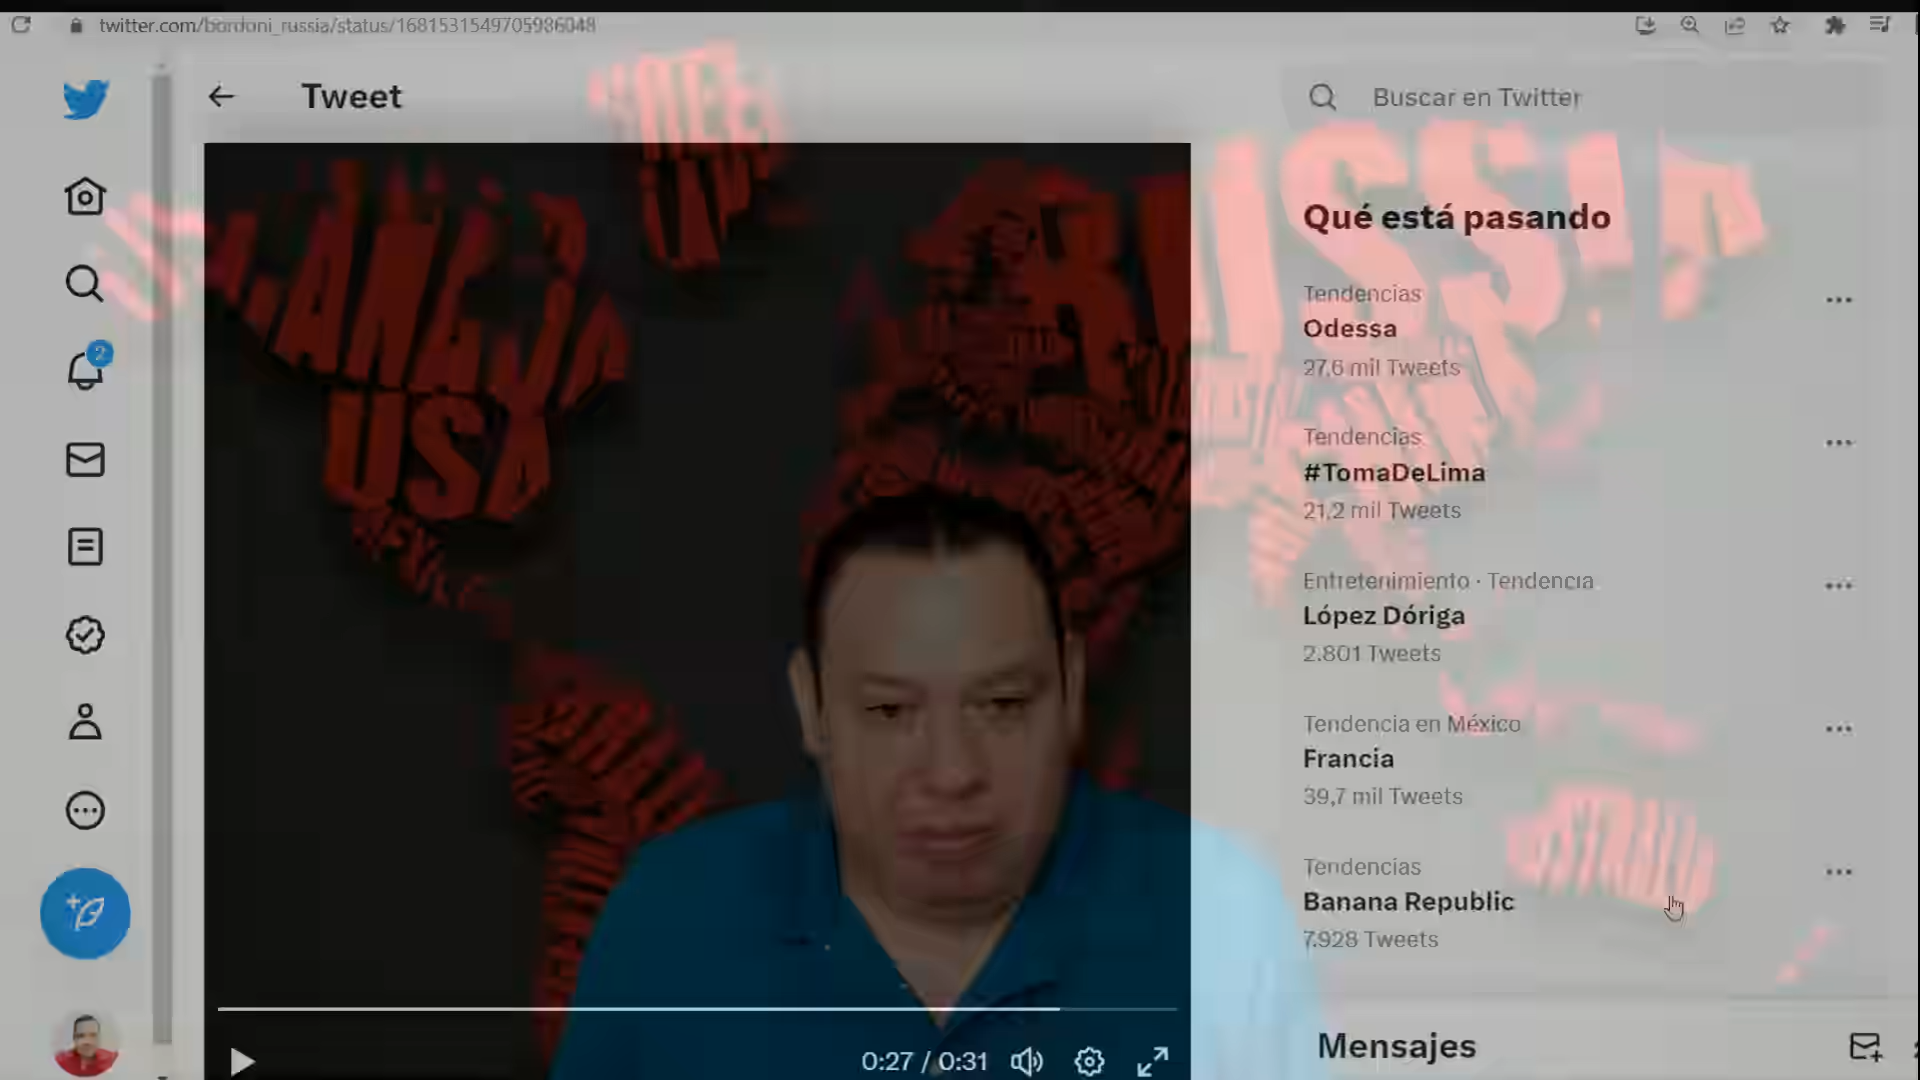 twitter.com/bordoni_russia/status/1681531549705986048
Tweet
Buscar en Twitter
Qué está pasando
Tendencias
Odessa
27,6 mil Tweets
Tendencias
#TomaDeLima
21,2 mil Tweets
Entretenimiento · Tendencia
López Dóriga
2.801 Tweets
Tendencia en México
Francia
39,7 mil Tweets
Tendencias
Banana Republic
7.928 Tweets
Mensajes
0:27 / 0:31
2
USA
RUSSIA